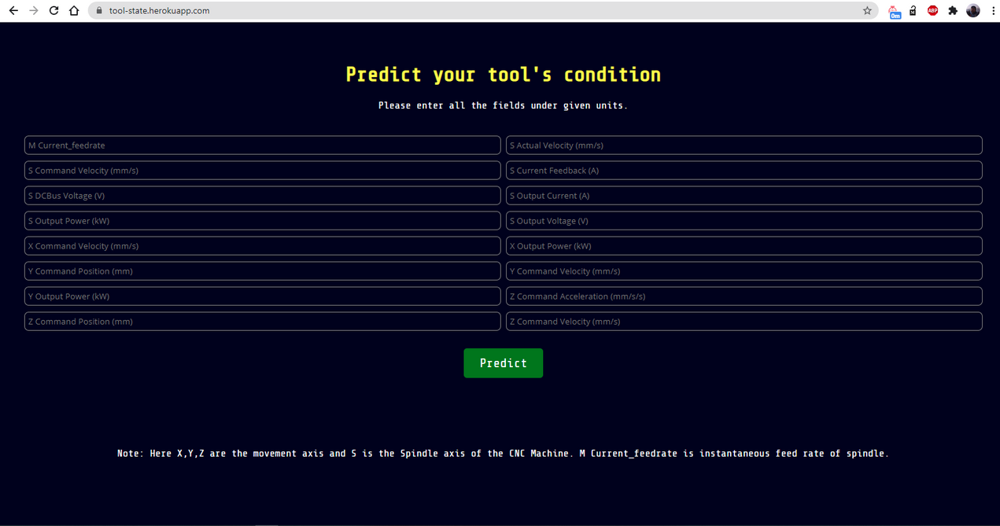 tool-state.herokuapp.com
0m
M
ABP
Predict your tool's condition
Please enter all the fields under given units.
M Current_feedrate
S Actual Velocity (mm/s)
S Command Velocity (mm/s)
S Current Feedback (A)
S DCBus Voltage (V)
S Output Current (A)
S Output Power (kW)
S Output Voltage (V)
X Command Velocity (mm/s)
X Output Power (kW)
Y Command Position (mm)
Y Command Velocity (mm/s)
Y Output Power (kW)
Z Command Acceleration (mm/s/s)
Z Command Position (mm)
Z Command Velocity (mm/s)
Predict
Note: Here X,Y,Z are the movement axis and S is the Spindle axis of the CNC Machine. M Current_feedrate is instantaneous feed rate of spindle.